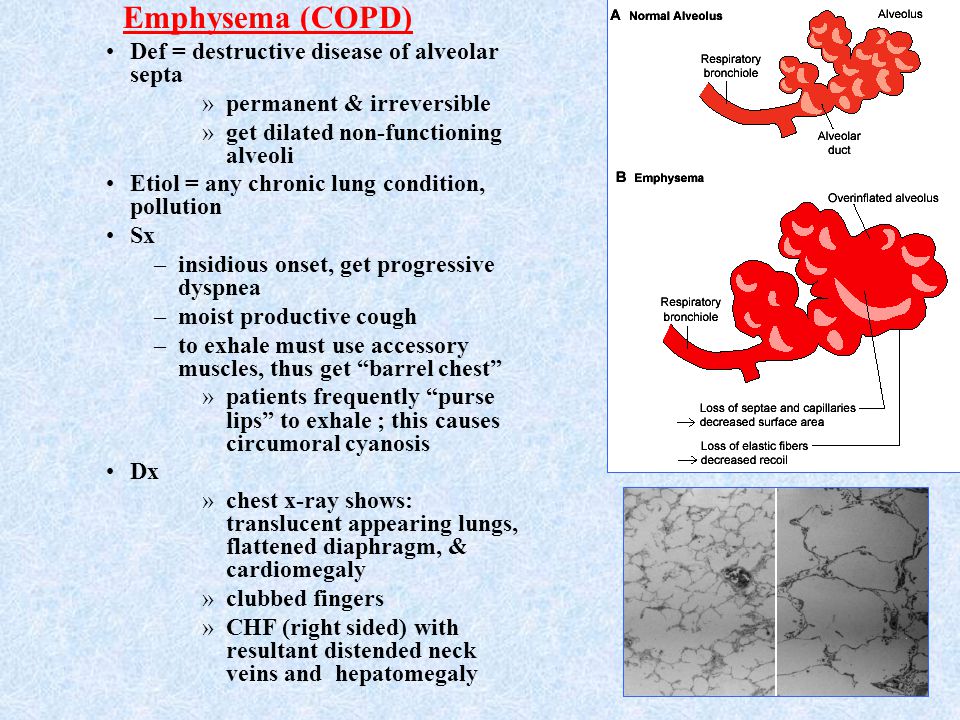 Emphysema (COPD)
• Def = destructive disease of alveolar
septa
» permanent & irreversible
» get dilated non-functioning
alveoli
• Etiol = any chronic lung condition,
pollution
• Sx
– insidious onset, get progressive
dyspnea
– moist productive cough
– to exhale must use accessory
muscles, thus get “barrel chest”
» patients frequently “purse
lips” to exhale ; this causes
circumoral cyanosis
• Dx
» chest x-ray shows:
translucent appearing lungs,
flattened diaphragm, &
cardiomegaly
» clubbed fingers
» CHF (right sided) with
resultant distended neck
veins and hepatomegaly
A Normal Alveolus
Alveolus
Respiratory
bronchiole
Alveolar
duct
B Emphysema
Overinflated alveolus
Respiratory
bronchiole
Loss of septae and capillaries
→ decreased surface area
Loss of elastic fibers
→ decreased recoil